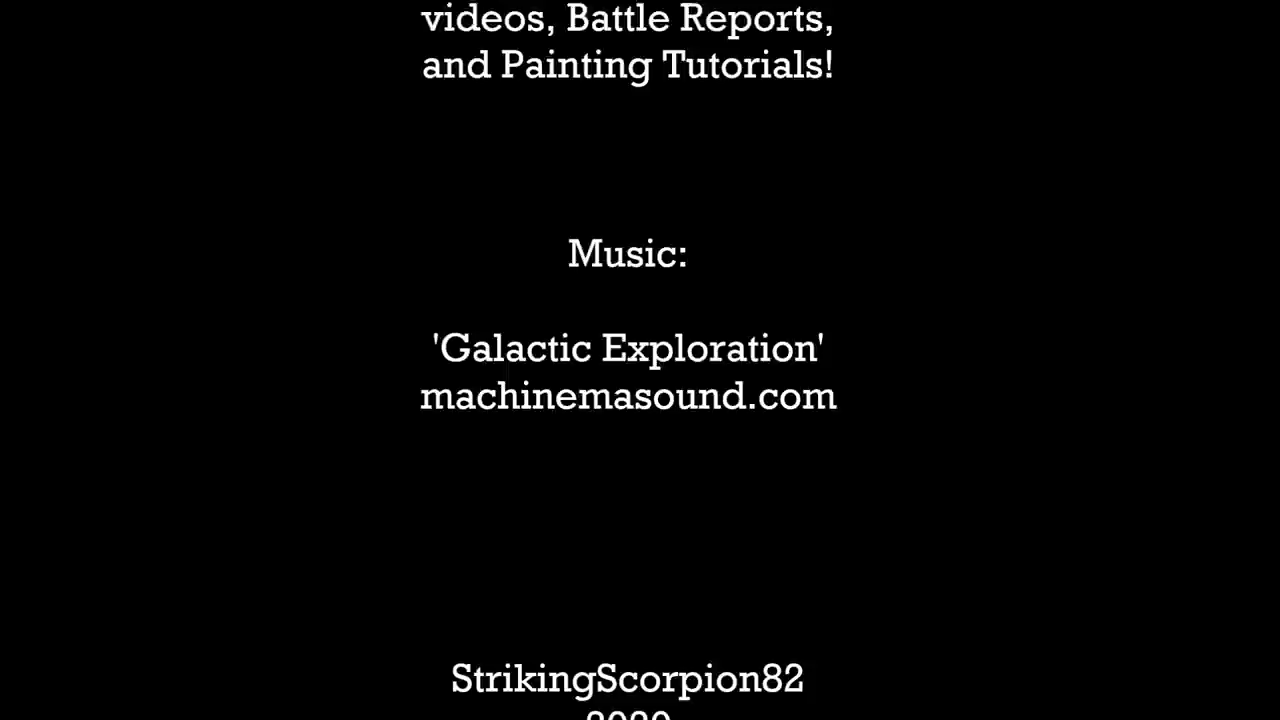 videos, Battle Reports,
and Painting Tutorials!
Music:
'Galactic Exploration'
machinemasound.com
StrikingScorpion82